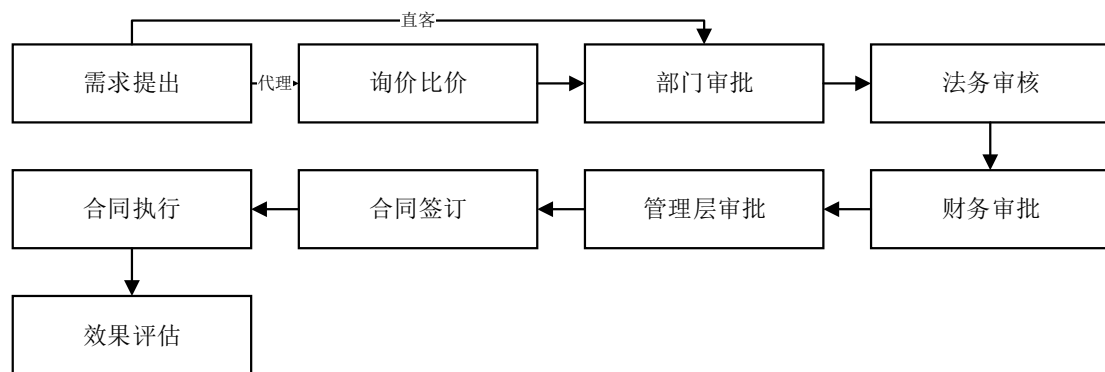 直客
需求提出
代理
询价比价
部门审批
法务审核
合同执行
合同签订
管理层审批
财务审批
效果评估